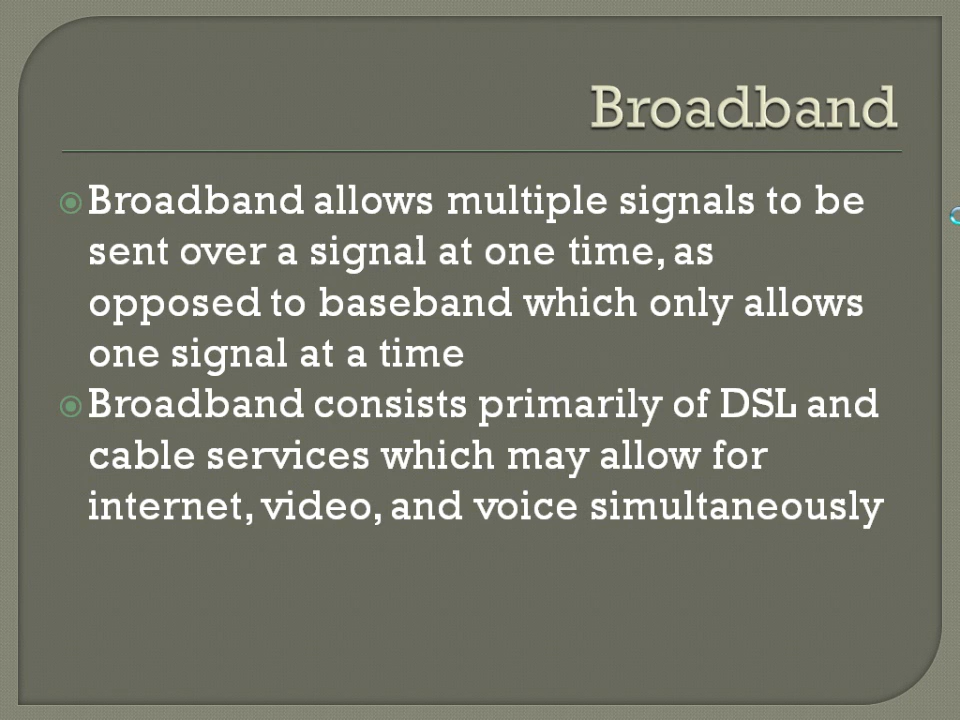 Broadband
Broadband allows multiple signals to be
sent over a signal at one time, as
opposed to baseband which only allows
one signal at a time
Broadband consists primarily of DSL and
cable services which may allow for
internet, video, and voice simultaneously